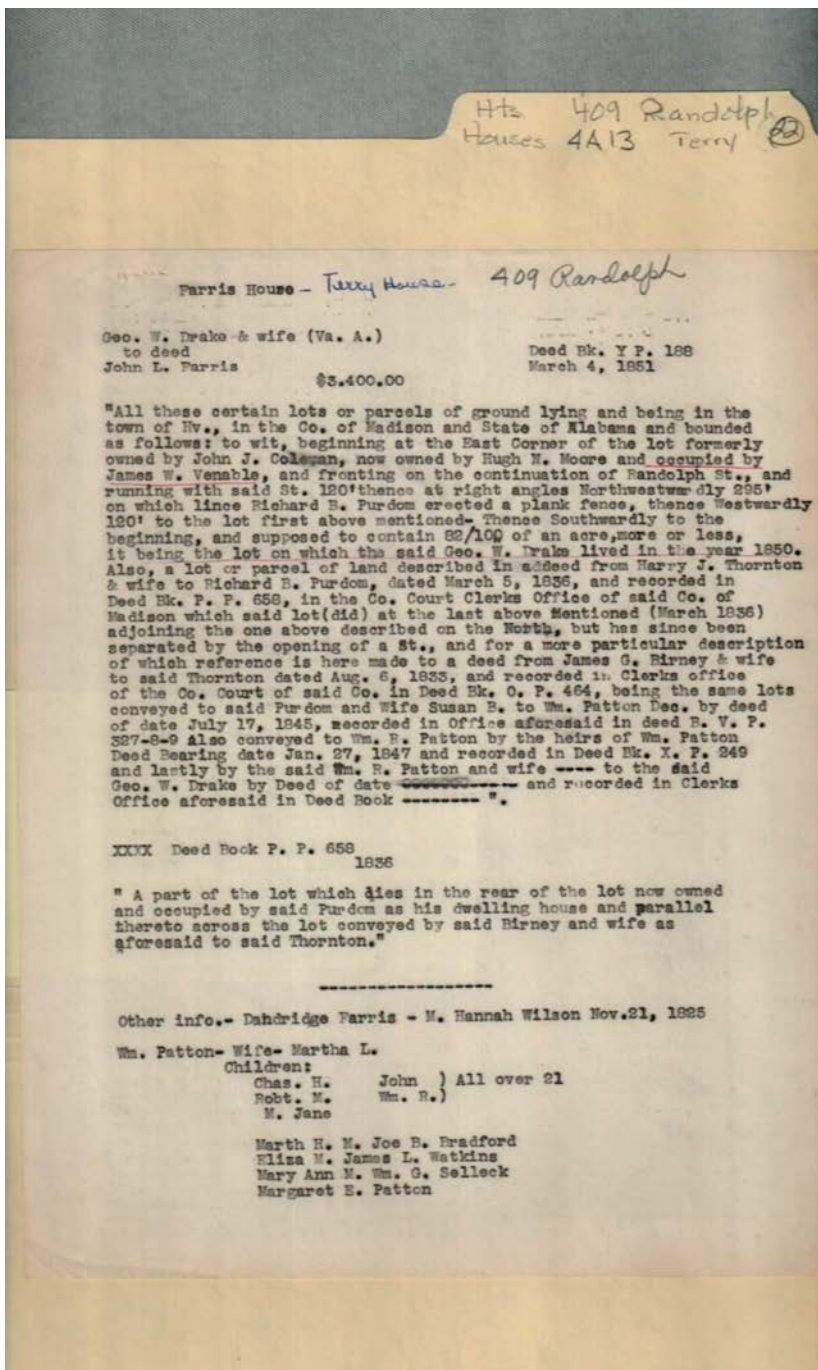 Hts 409 Randolph
Houses 4A13 Terry 22
Farris House - Terry House - 409 Randolph
Geo. W. Drake & wife (Va. A.)
to deed
John L. Farris
Deed Bk. Y P. 188
March 4, 1851
$3.400.00
"All these certain lots or parcels of ground lying and being in the
town of Hv., in the Co. of Madison and State of Alabama and bounded
as follows: to wit, beginning at the East Corner of the lot formerly
owned by John J. Coleman, now owned by Hugh N. Moore and occupied by
James W. Venable, and fronting on the continuation of Randolph St., and
running with said St. 120'thence at right angles Northwestwardly 295'
on which lince Richard B. Purdom erected a plank fence, thence Westwardly
120' to the lot first above mentioned- Thence Southwardly to the
beginning, and supposed to contain 82/100 of an acre,more or less,
it being the lot on which the said Geo. W. Drake lived in the year 1850.
Also, a lot or parcel of land described in addeed from Harry J. Thornton
& wife to Richard B. Purdom, dated March 5, 1836, and recorded in
Deed Bk. P. P. 658, in the Co. Court Clerks Office of said Co. of
Madison which said lot(did) at the last above Mentioned (March 1836)
adjoining the one above described on the North, but has since been
separated by the opening of a St., and for a more particular description
of which reference is here made to a deed from James G. Birney & wife
to said Thornton dated Aug. 6, 1833, and recorded in Clerks office
of the Co. Court of said Co. in Deed Bk. O. P. 464, being the same lots
conveyed to said Purdom and Wife Susan B. to Wm. Patton Dec. by deed
of date July 17, 1845, recorded in Office aforesaid in deed B. V. P.
327-8-9 Also conveyed to Wm. R. Patton by the heirs of Wm. Patton
Deed Bearing date Jan. 27, 1847 and recorded in Deed Bk. X. P. 249
and lastly by the said Wm. R. Patton and wife ---- to the said
Geo. W. Drake by Deed of date ---- and recorded in Clerks
Office aforesaid in Deed Book -------- ".
XXXX Deed Book P. P. 658
1836
" A part of the lot which lies in the rear of the lot now owned
and occupied by said Purdom as his dwelling house and parallel
thereto across the lot conveyed by said Birney and wife as
aforesaid to said Thornton."
------------------
Other info.- Dandridge Farris - M. Hannah Wilson Nov.21, 1825
Wm. Patton- Wife- Martha L.
Children:
Chas. H. John ) All over 21
Robt. M. Wm. R.)
M. Jane
Marth H. M. Joe B. Bradford
Eliza M. James L. Watkins
Mary Ann M. Wm. G. Selleck
Margaret E. Patton